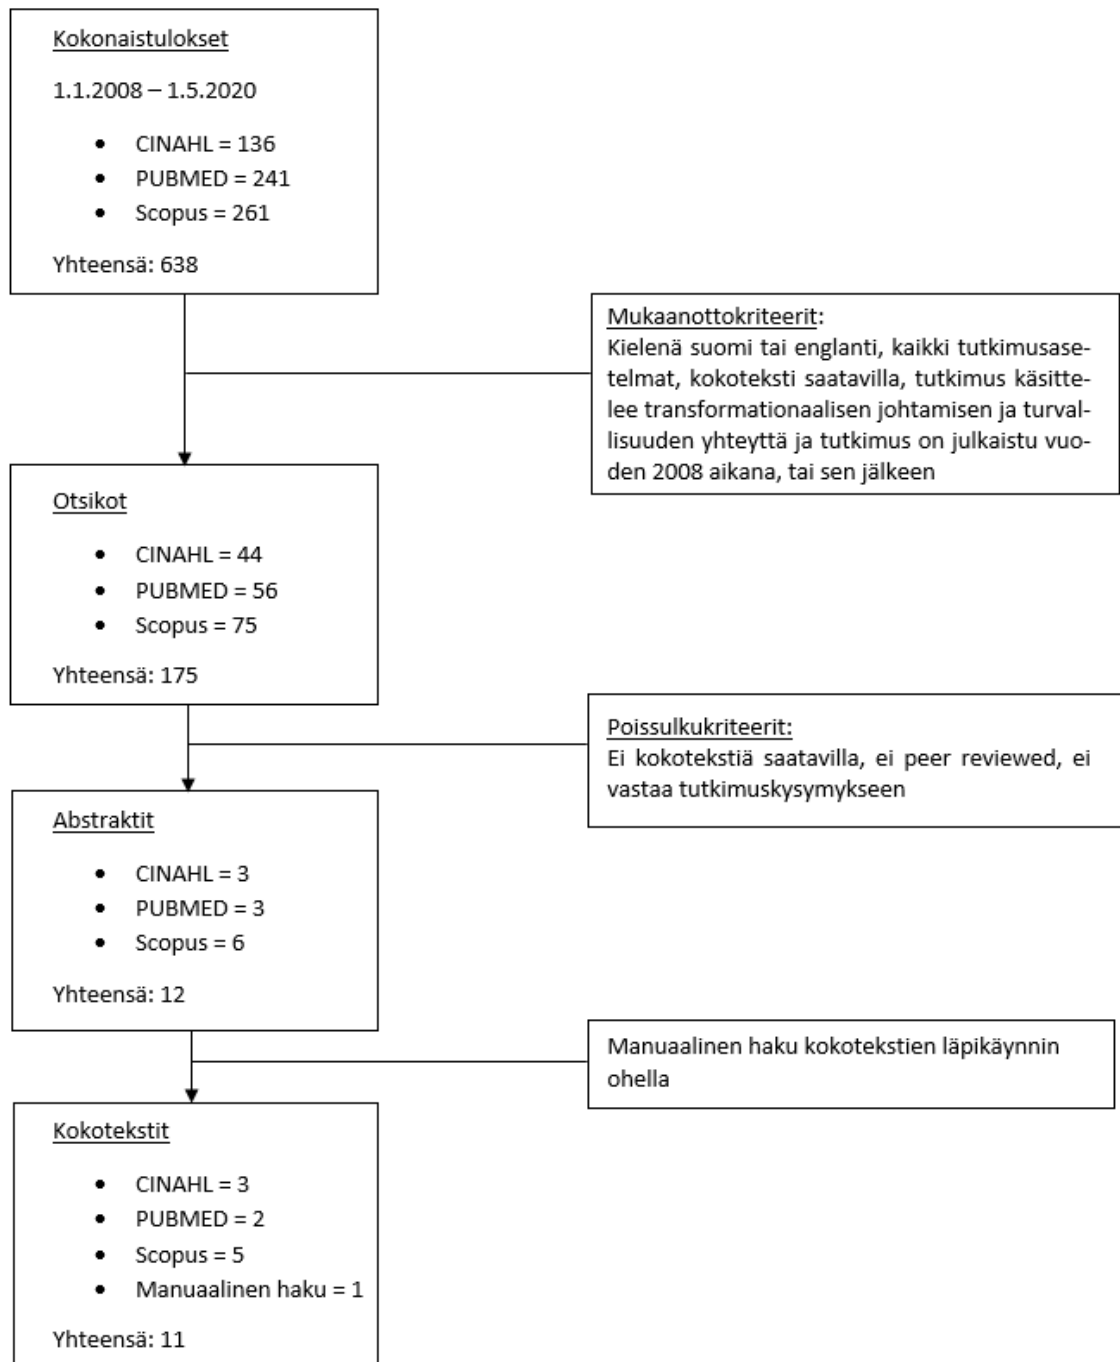 Kokonaistulokset
1.1.2008 – 1.5.2020
• CINAHL = 136
• PUBMED = 241
• Scopus = 261
Yhteensä: 638
Mukaanottokriteerit:
Kielenä suomi tai englanti, kaikki tutkimusase-
telmat, kokoteksti saatavilla, tutkimus käsitte-
lee transformationaalisen johtamisen ja turval-
lisuuden yhteyttä ja tutkimus on julkaistu vuo-
den 2008 aikana, tai sen jälkeen
Otsikot
• CINAHL = 44
• PUBMED = 56
• Scopus = 75
Yhteensä: 175
Poissulkukriteerit:
Ei kokotekstiä saatavilla, ei peer reviewed, ei
vastaa tutkimuskysymykseen
Abstraktit
• CINAHL = 3
• PUBMED = 3
• Scopus = 6
Yhteensä: 12
Manuaalinen haku kokotekstien läpikäynnin
ohella
Kokotekstit
• CINAHL = 3
• PUBMED = 2
• Scopus = 5
• Manuaalinen haku = 1
Yhteensä: 11